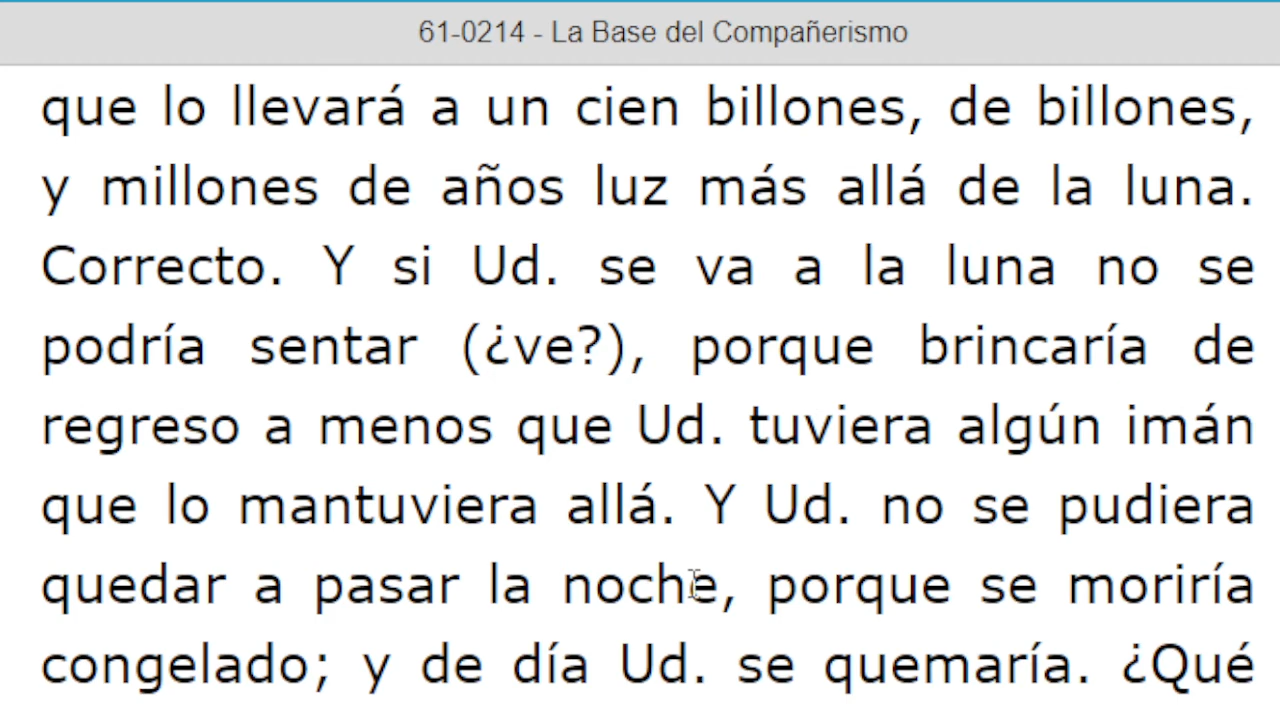 61-0214 - La Base del Compañerismo
que lo llevará a un cien billones, de billones,
y millones de años luz más allá de la luna.
Correcto. Y si Ud. se va a la luna no se
podría sentar (¿ve?), porque brincaría de
regreso a menos que Ud. tuviera algún imán
que lo mantuviera allá. Y Ud. no se pudiera
quedar a pasar la noche, porque se moriría
congelado; y de día Ud. se quemaría. ¿Qué